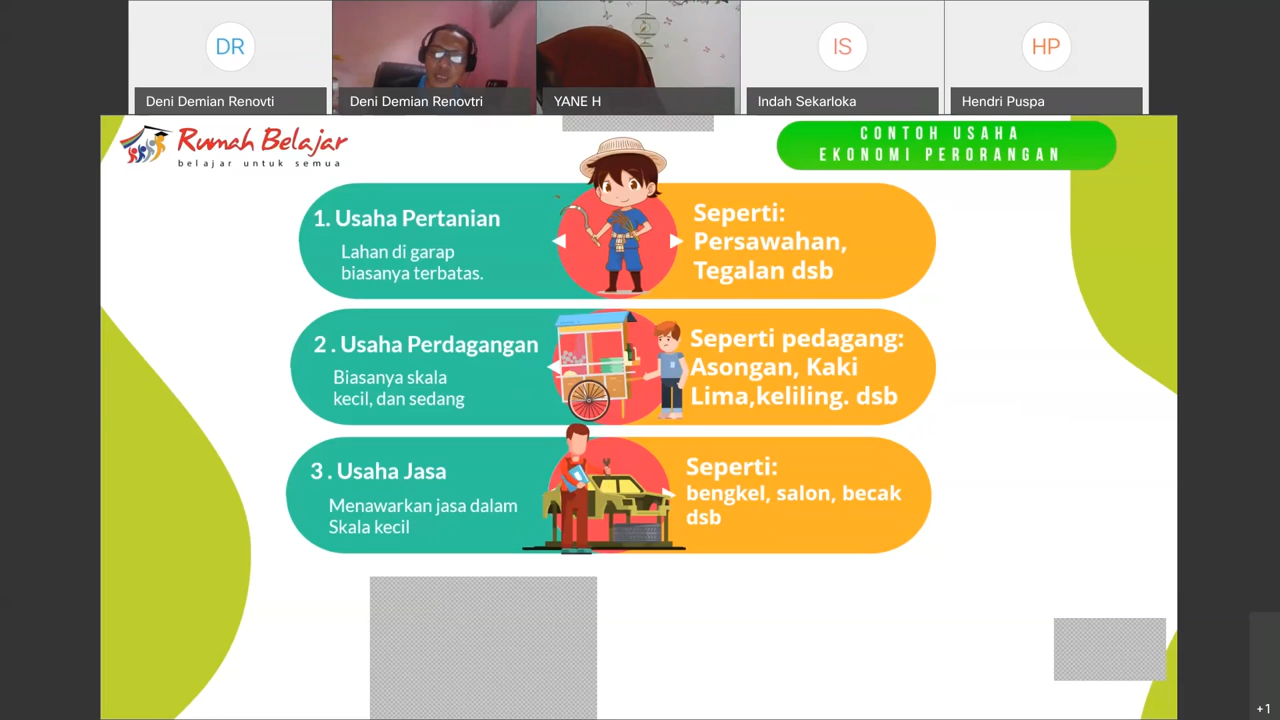 DR
IS
HP
Deni Demian Renovti
Deni Demian Renovtri
YANE H
Indah Sekarloka
Hendri Puspa
Rumah Belajar
belajar untuk semua
CONTOH USAHA
EKONOMI PERORANGAN
1. Usaha Pertanian
Lahan di garap
biasanya terbatas.
Seperti:
Persawahan,
Tegalan dsb
2 . Usaha Perdagangan
Biasanya skala
kecil, dan sedang
Seperti pedagang:
Asongan, Kaki
Lima,keliling. dsb
3 . Usaha Jasa
Menawarkan jasa dalam
Skala kecil
Seperti:
bengkel, salon, becak
dsb
+1